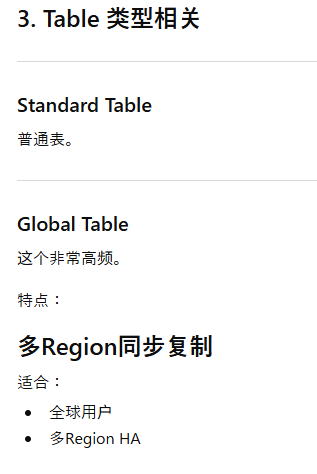 3. Table 类型相关
Standard Table
普通表。
Global Table
这个非常高频。
特点：
多Region同步复制
适合：
全球用户
多Region HA